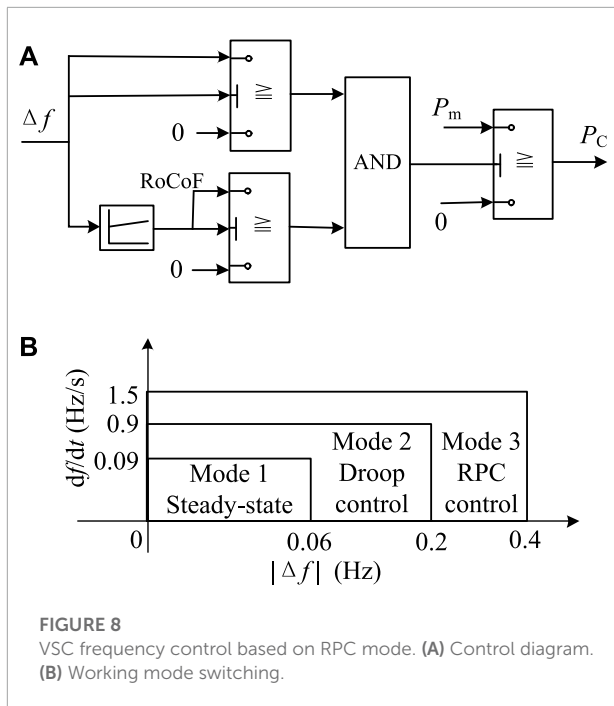 A
Δf
0
≧
RoCoF
0
≧
AND
P_m
0
≧
P_C
B
df/dt (Hz/s)
1.5
0.9
0.09
Mode 1
Steady-state
Mode 2
Droop
control
Mode 3
RPC
control
0
0.06
0.2
0.4
|Δf| (Hz)
FIGURE 8
VSC frequency control based on RPC mode. (A) Control diagram.
(B) Working mode switching.